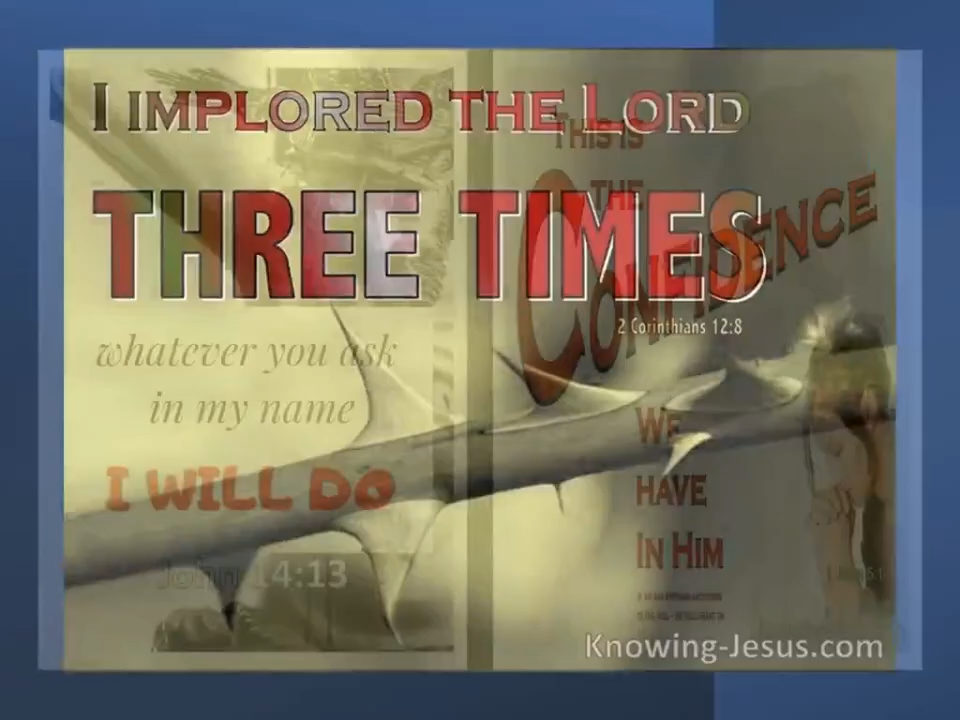 I IMPLORED THE LORD
THREE TIMES
2 Corinthians 12:8
whatever you ask
in my name
I WILL DO
John 14:13
THIS IS
THE
CONFIDENCE
WE
HAVE
IN HIM
Knowing-Jesus.com